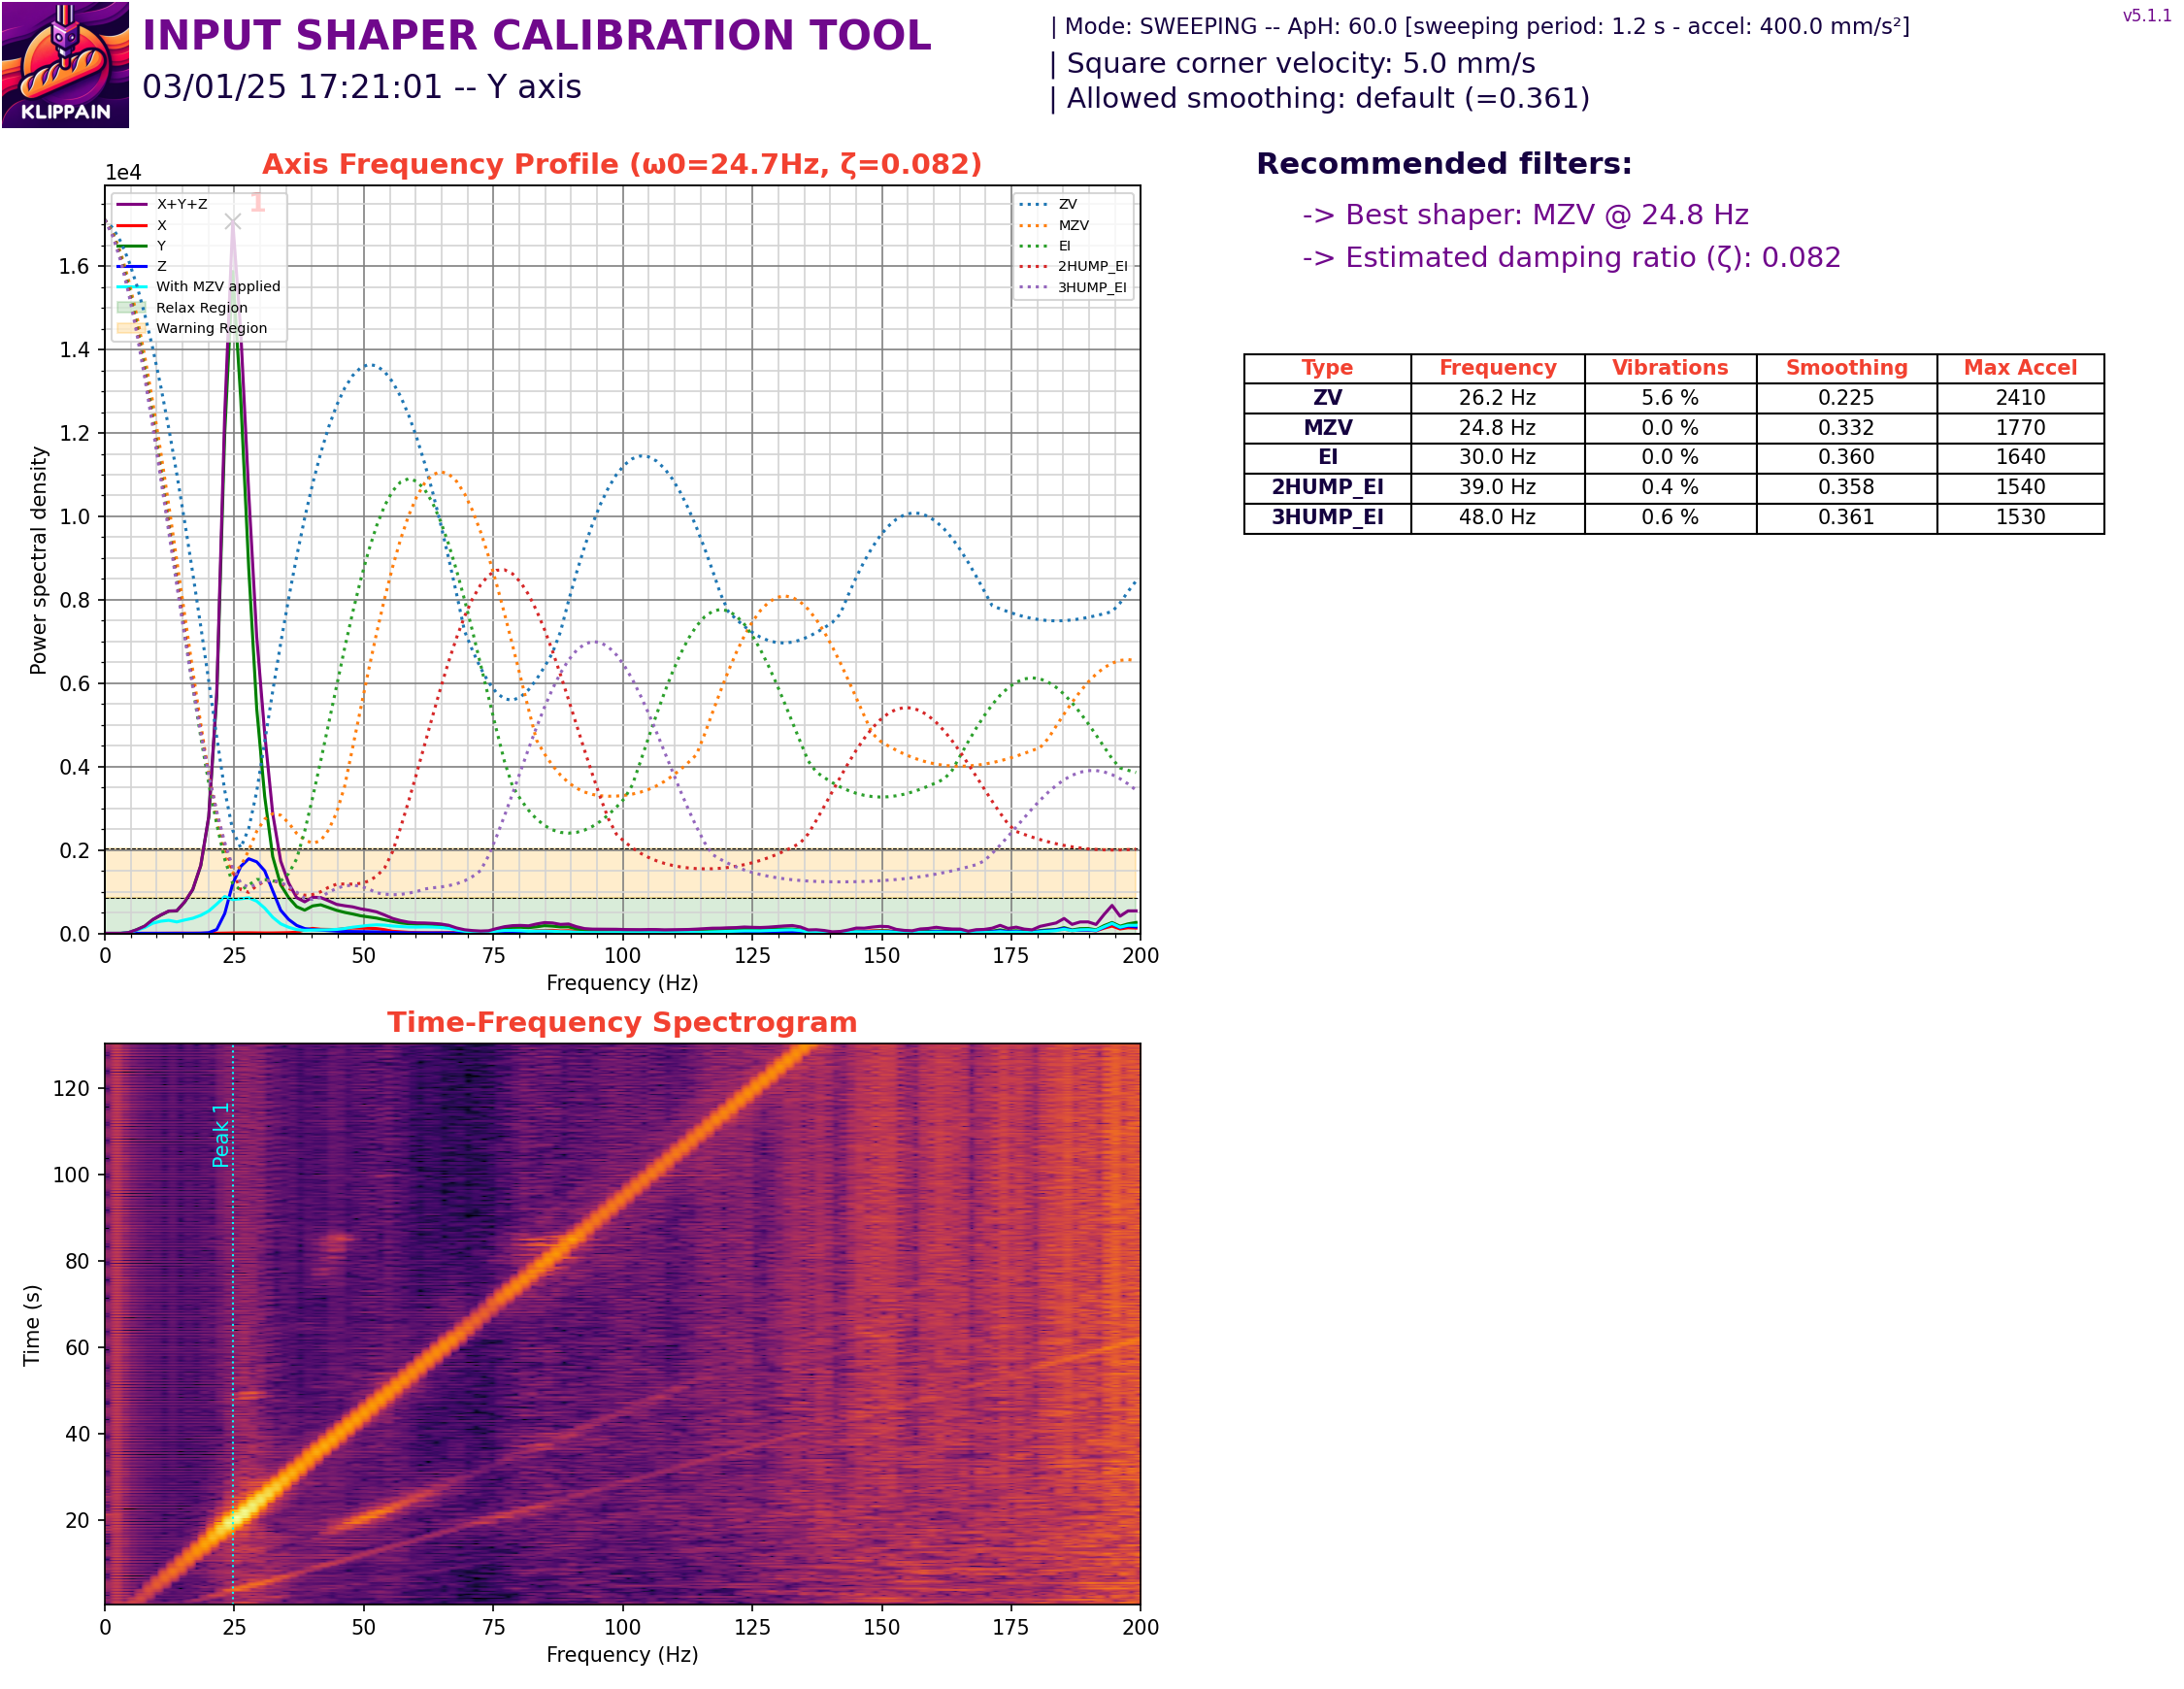 KLIPPAIN
INPUT SHAPER CALIBRATION TOOL
03/01/25 17:21:01 -- Y axis
| Mode: SWEEPING -- ApH: 60.0 [sweeping period: 1.2 s - accel: 400.0 mm/s²]
| Square corner velocity: 5.0 mm/s
| Allowed smoothing: default (=0.361)
v5.1.1
Axis Frequency Profile (ω0=24.7Hz, ζ=0.082)
1e4
1
X+Y+Z
X
Y
Z
With MZV applied
Relax Region
Warning Region
ZV
MZV
EI
2HUMP_EI
3HUMP_EI
Power spectral density
1.6
1.4
1.2
1.0
0.8
0.6
0.4
0.2
0.0
0 25 50 75 100 125 150 175 200
Frequency (Hz)
Recommended filters:
-> Best shaper: MZV @ 24.8 Hz
-> Estimated damping ratio (ζ): 0.082
Type Frequency Vibrations Smoothing Max Accel
ZV 26.2 Hz 5.6 % 0.225 2410
MZV 24.8 Hz 0.0 % 0.332 1770
EI 30.0 Hz 0.0 % 0.360 1640
2HUMP_EI 39.0 Hz 0.4 % 0.358 1540
3HUMP_EI 48.0 Hz 0.6 % 0.361 1530
Time-Frequency Spectrogram
Peak 1
Time (s)
120
100
80
60
40
20
0 25 50 75 100 125 150 175 200
Frequency (Hz)